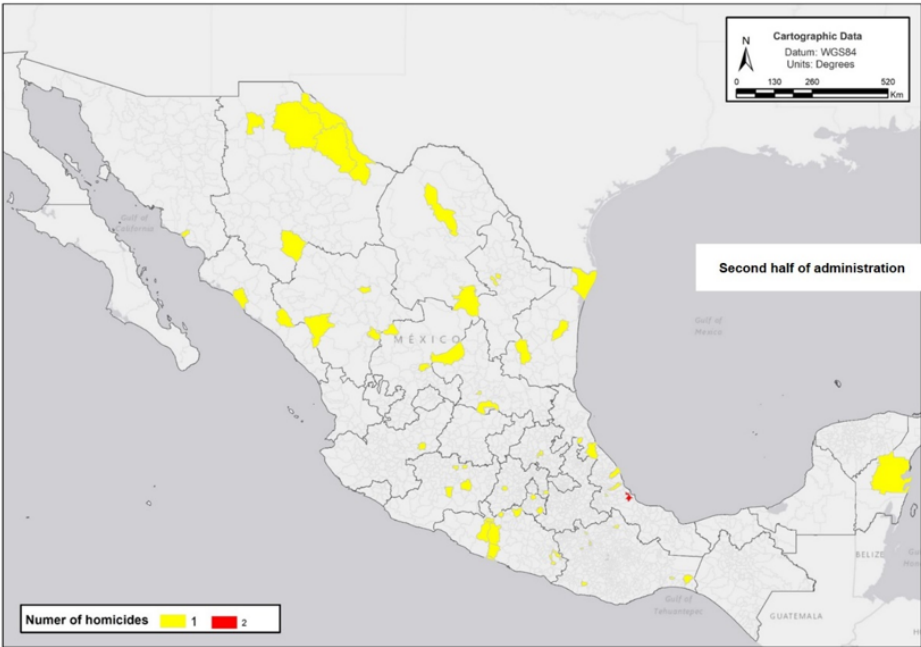 Cartographic Data
N
Datum: WGS84
Units: Degrees
0 130 260 520
Km
Gulf of
California
Second half of administration
Gulf of
Mexico
MÉXICO
BELIZE
Gulf of
Tehuantepec
GUATEMALA
Numer of homicides 1 2